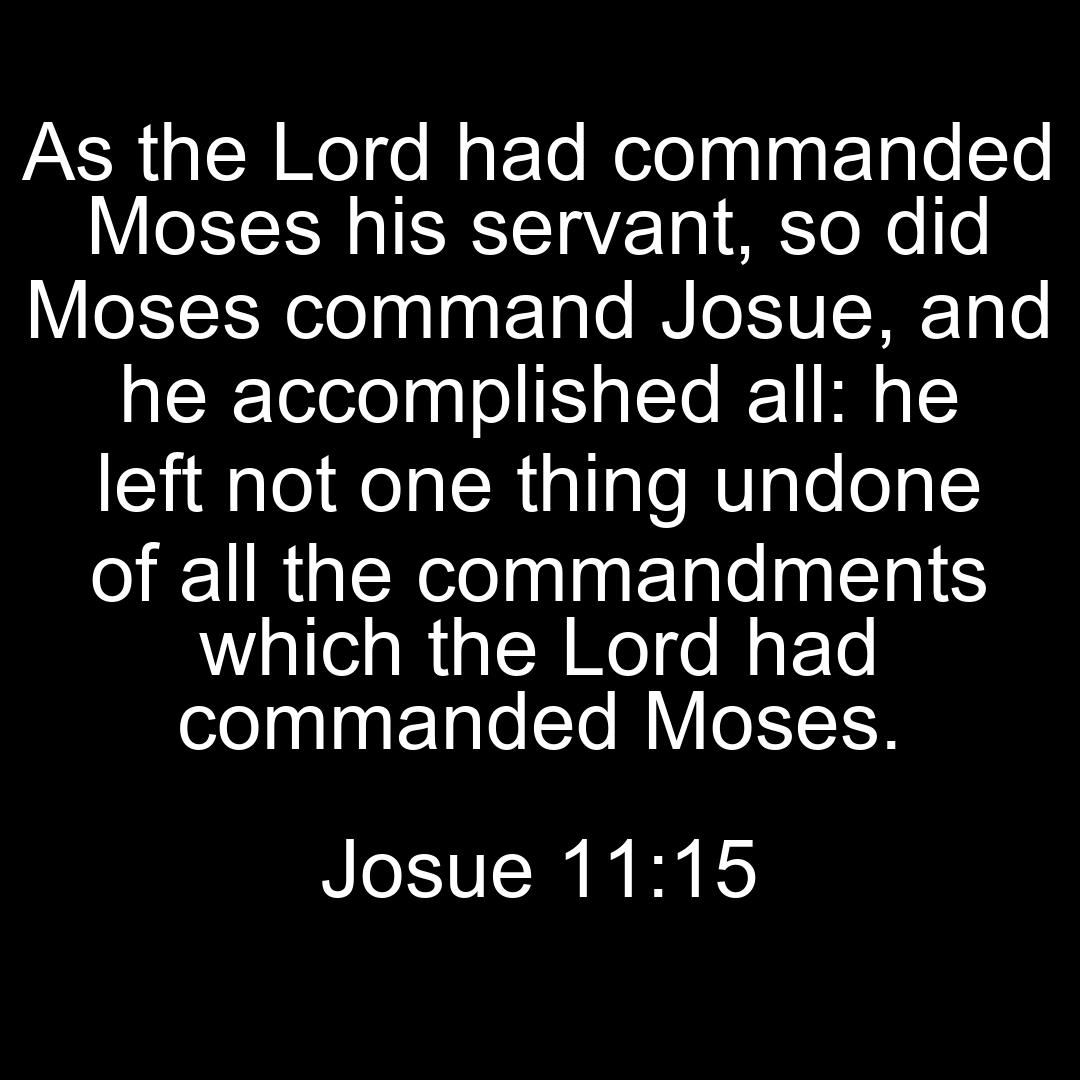 As the Lord had commanded
Moses his servant, so did
Moses command Josue, and
he accomplished all: he
left not one thing undone
of all the commandments
which the Lord had
commanded Moses.
Josue 11:15